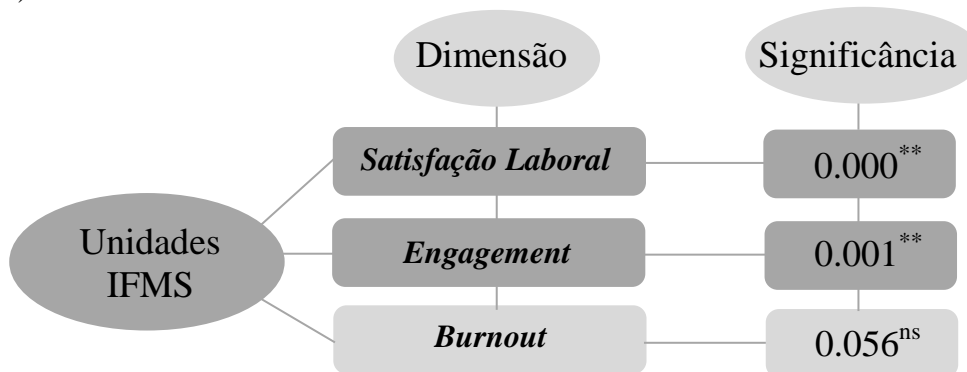 Dimensão
Significância
Satisfação Laboral
0.000**
Unidades
IFMS
Engagement
0.001**
Burnout
0.056ns